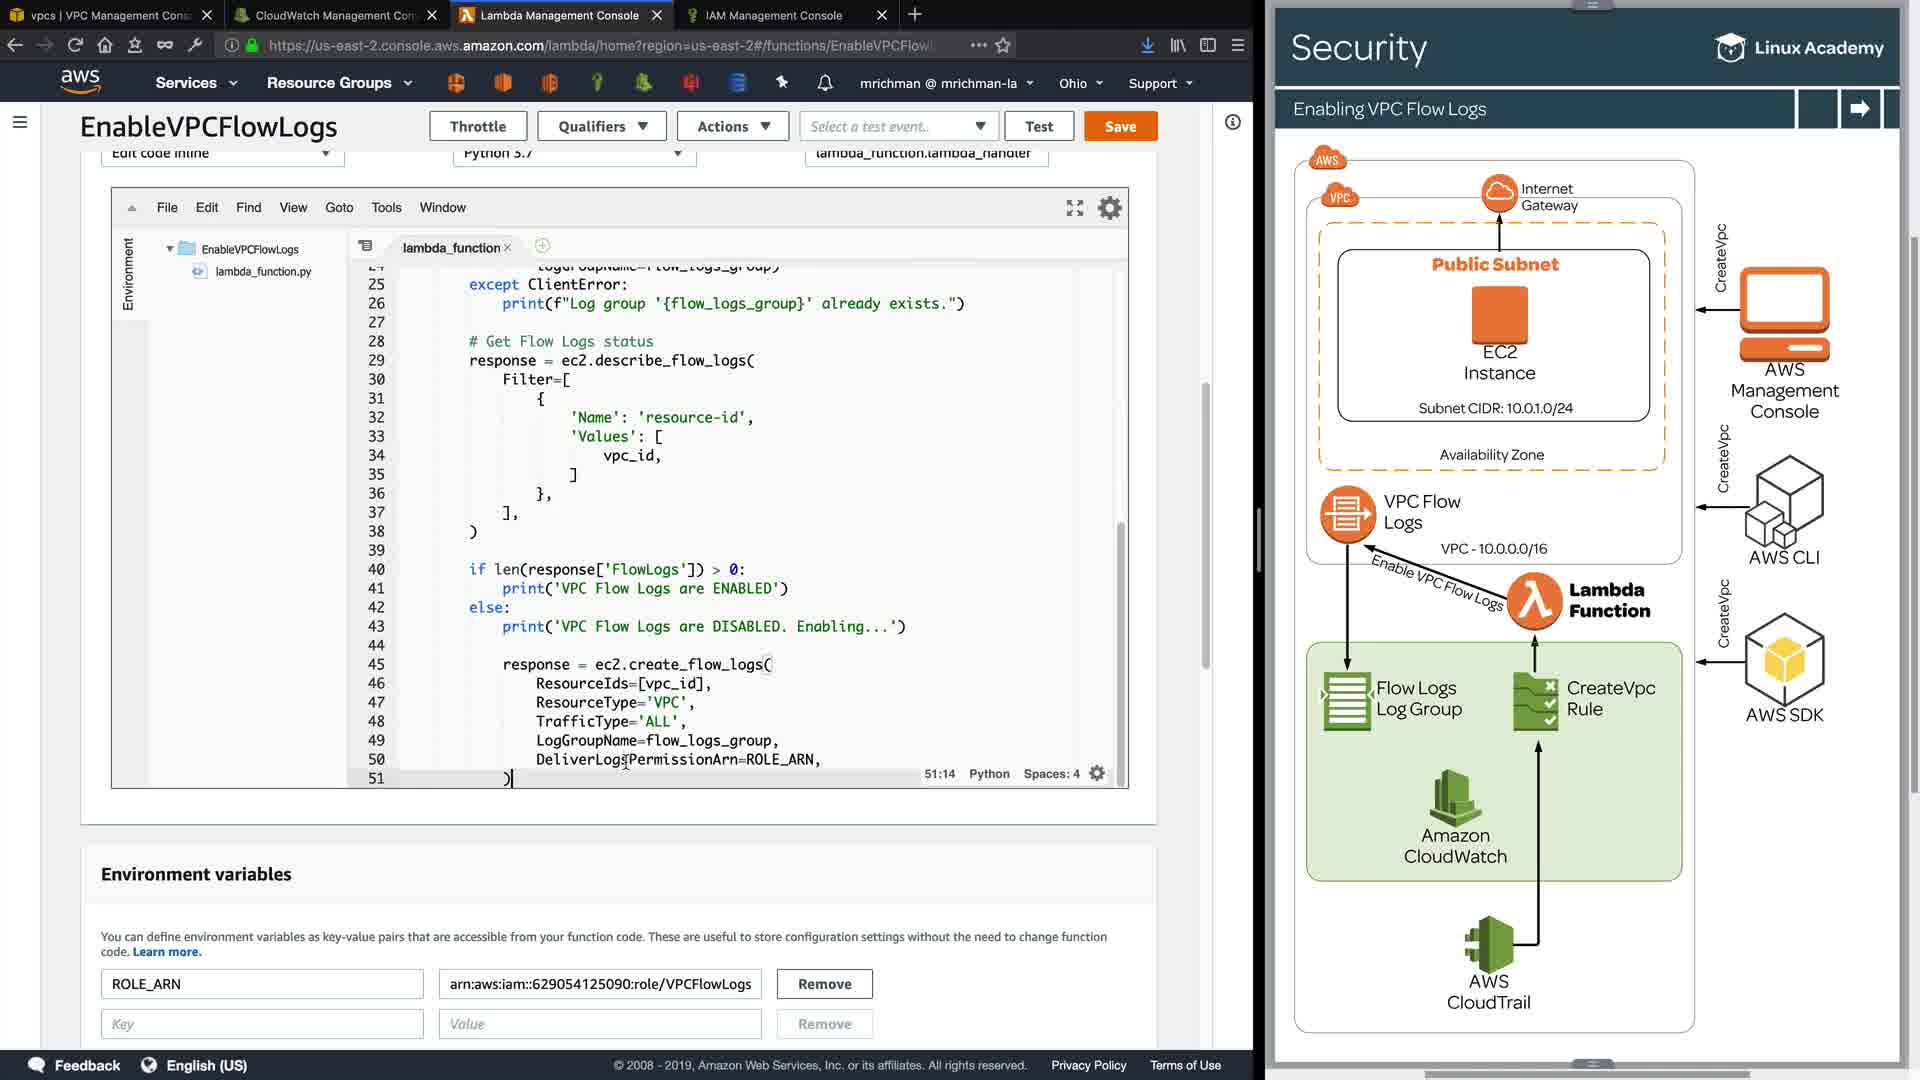 vpcs | VPC Management Cons
CloudWatch Management Con
Lambda Management Console
IAM Management Console
https://us-east-2.console.aws.amazon.com/lambda/home?region=us-east-2#/functions/EnableVPCFlowL
aws
Services
Resource Groups
mrichman @ mrichman-la
Ohio
Support
EnableVPCFlowLogs
Throttle
Qualifiers
Actions
Select a test event..
Test
Save
Edit code inline
Python 3.7
lambda_function.lambda_handler
File Edit Find View Goto Tools Window
Environment
EnableVPCFlowLogs
lambda_function.py
lambda_function
24 logGroupName=flow_logs_group)
25 except ClientError:
26 print(f"Log group '{flow_logs_group}' already exists.")
27
28 # Get Flow Logs status
29 response = ec2.describe_flow_logs(
30 Filter=[
31 {
32 'Name': 'resource-id',
33 'Values': [
34 vpc_id,
35 ]
36 },
37 ],
38 )
39
40 if len(response['FlowLogs']) > 0:
41 print('VPC Flow Logs are ENABLED')
42 else:
43 print('VPC Flow Logs are DISABLED. Enabling...')
44
45 response = ec2.create_flow_logs(
46 ResourceIds=[vpc_id],
47 ResourceType='VPC',
48 TrafficType='ALL',
49 LogGroupName=flow_logs_group,
50 DeliverLogsPermissionArn=ROLE_ARN,
51 )
51:14 Python Spaces: 4
Environment variables
You can define environment variables as key-value pairs that are accessible from your function code. These are useful to store configuration settings without the need to change function
code. Learn more.
ROLE_ARN
arn:aws:iam::629054125090:role/VPCFlowLogs
Remove
Key
Value
Remove
Feedback
English (US)
© 2008 - 2019, Amazon Web Services, Inc. or its affiliates. All rights reserved.
Privacy Policy
Terms of Use
Security
Linux Academy
Enabling VPC Flow Logs
AWS
VPC
Internet
Gateway
Public Subnet
EC2
Instance
Subnet CIDR: 10.0.1.0/24
Availability Zone
VPC Flow
Logs
VPC - 10.0.0.0/16
Enable VPC Flow Logs
Lambda
Function
Flow Logs
Log Group
CreateVpc
Rule
Amazon
CloudWatch
AWS
CloudTrail
CreateVpc
AWS
Management
Console
CreateVpc
AWS CLI
CreateVpc
AWS SDK